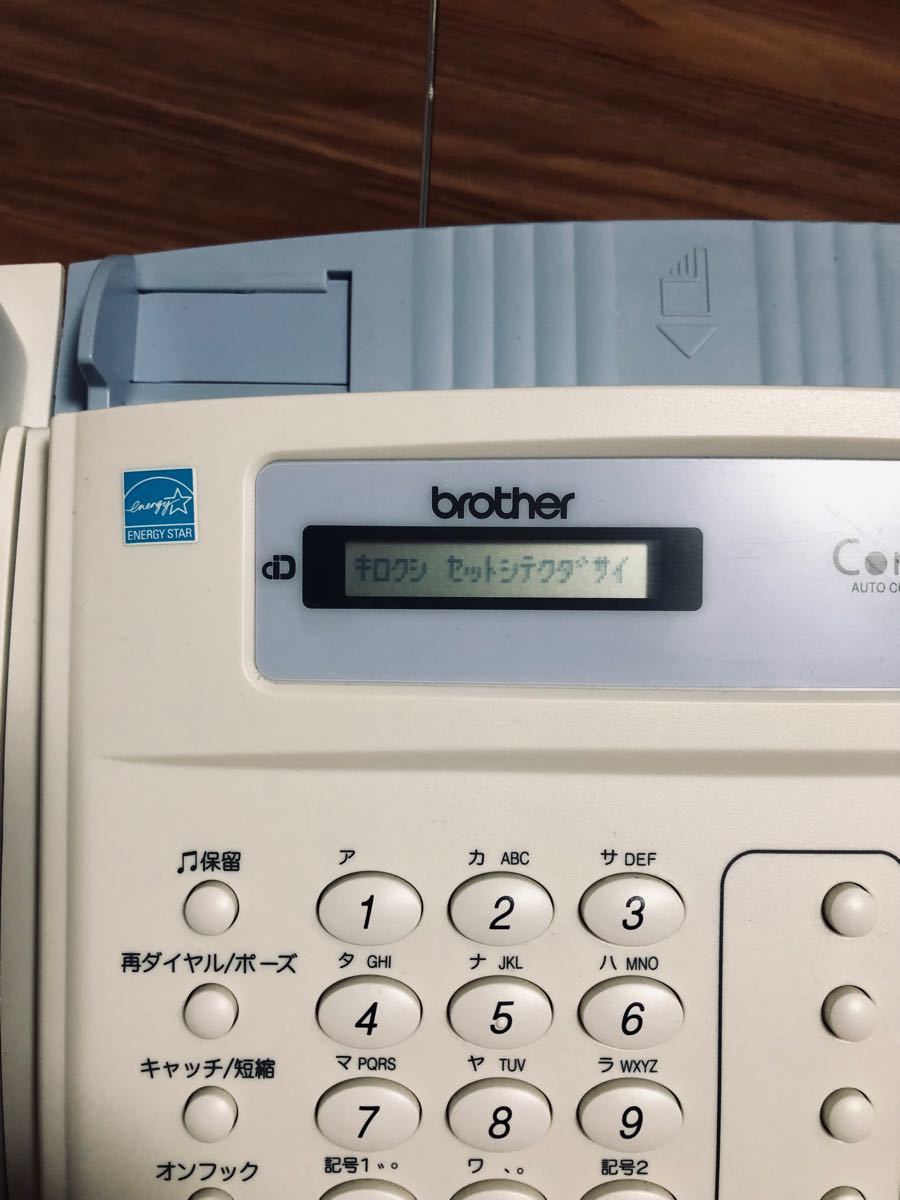 energy
ENERGY STAR
brother
キロクシ セットシテクダサイ
♫保留
ア
カ ABC
サ DEF
1
2
3
再ダイヤル/ポーズ
タ GHI
ナ JKL
ハ MNO
4
5
6
キャッチ/短縮
マ PQRS
ヤ TUV
ラ WXYZ
7
8
9
オンフック
記号1 ゛゜
ワ 、。
記号2